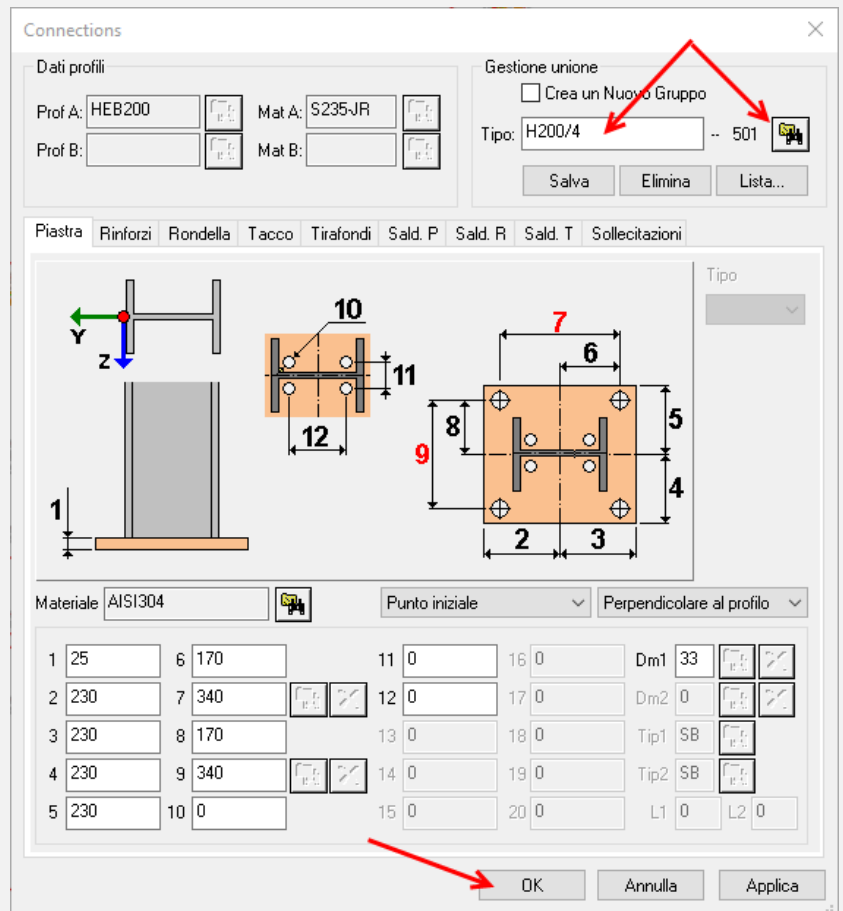 Connections
Dati profili
Prof A: HEB200 Mat A: S235-JR
Prof B: Mat B:
Gestione unione
Crea un Nuovo Gruppo
Tipo: H200/4 -- 501
Salva Elimina Lista...
Piastra Rinforzi Rondella Tacco Tirafondi Sald. P Sald. R Sald. T Sollecitazioni
Tipo
Y
Z
1
10
11
12
7
6
8
9
5
4
2
3
Materiale AISI304 Punto iniziale Perpendicolare al profilo
1 25 6 170 11 0 16 0 Dm1 33
2 230 7 340 12 0 17 0 Dm2 0
3 230 8 170 13 0 18 0 Tip1 SB
4 230 9 340 14 0 19 0 Tip2 SB
5 230 10 0 15 0 20 0 L1 0 L2 0
OK Annulla Applica